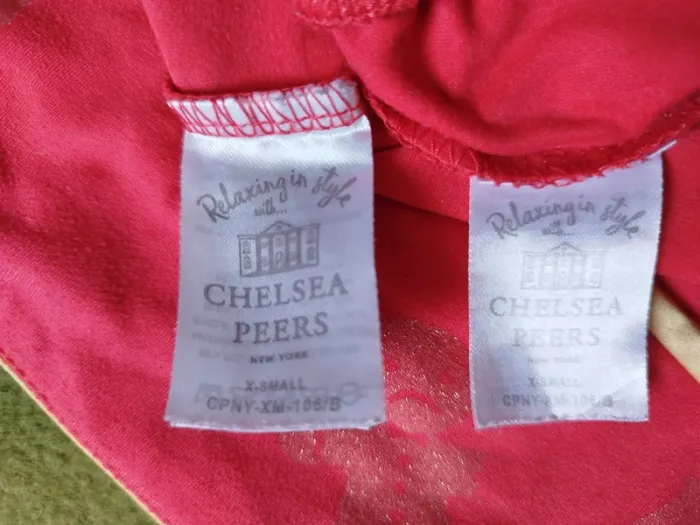 Relaxing in style
with...
CHELSEA
PEERS
NEW YORK
X-SMALL
CPNY-XM-106/B
Relaxing in style
with...
CHELSEA
PEERS
NEW YORK
X-SMALL
CPNY-XM-106/B